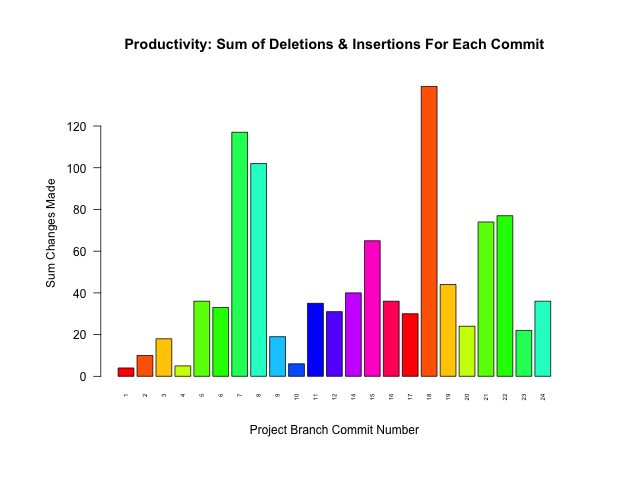 Productivity: Sum of Deletions & Insertions For Each Commit
Sum Changes Made
120
100
80
60
40
20
0
1 2 3 4 5 6 7 8 9 10 11 12 14 15 16 17 18 19 20 21 22 23 24
Project Branch Commit Number